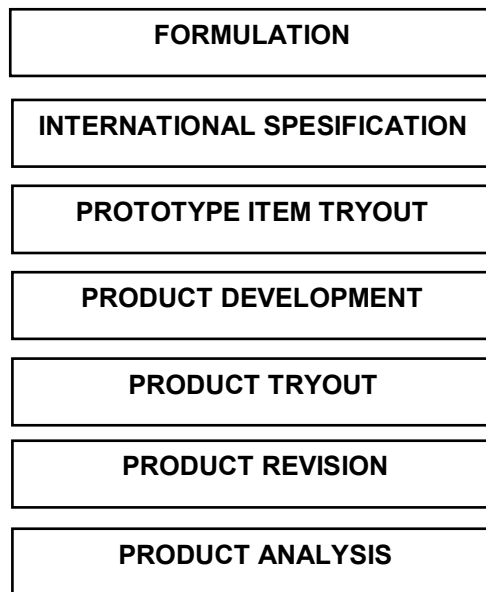 FORMULATION
INTERNATIONAL SPESIFICATION
PROTOTYPE ITEM TRYOUT
PRODUCT DEVELOPMENT
PRODUCT TRYOUT
PRODUCT REVISION
PRODUCT ANALYSIS